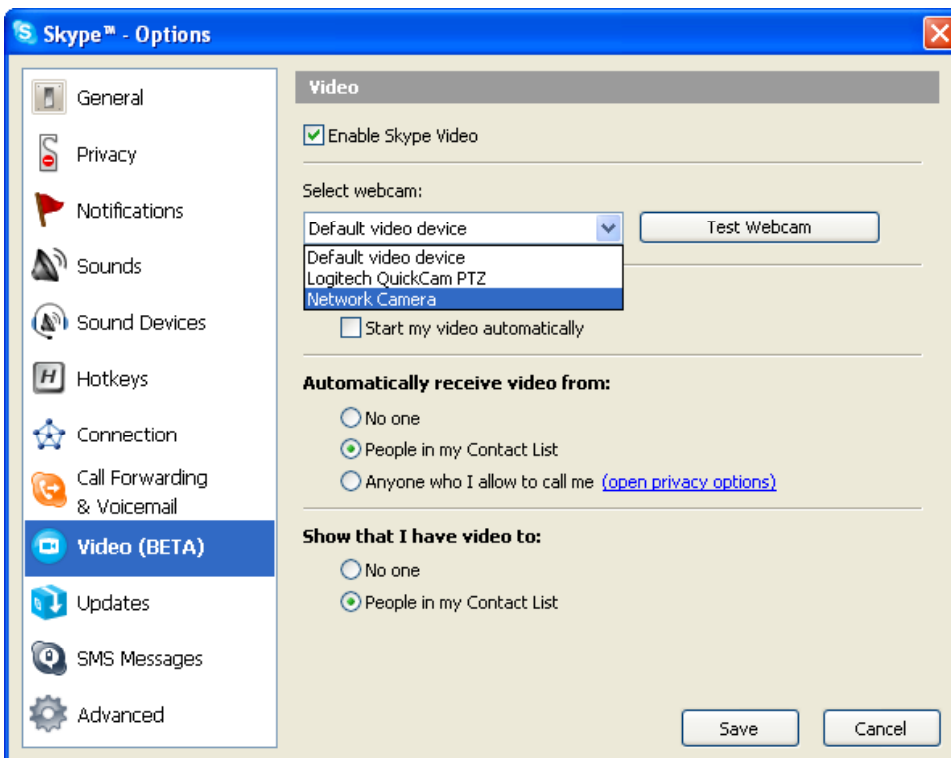 Skype™ - Options
General
Privacy
Notifications
Sounds
Sound Devices
Hotkeys
Connection
Call Forwarding
& Voicemail
Video (BETA)
Updates
SMS Messages
Advanced
Video
Enable Skype Video
Select webcam:
Default video device
Test Webcam
Default video device
Logitech QuickCam PTZ
Network Camera
Start my video automatically
Automatically receive video from:
No one
People in my Contact List
Anyone who I allow to call me (open privacy options)
Show that I have video to:
No one
People in my Contact List
Save
Cancel